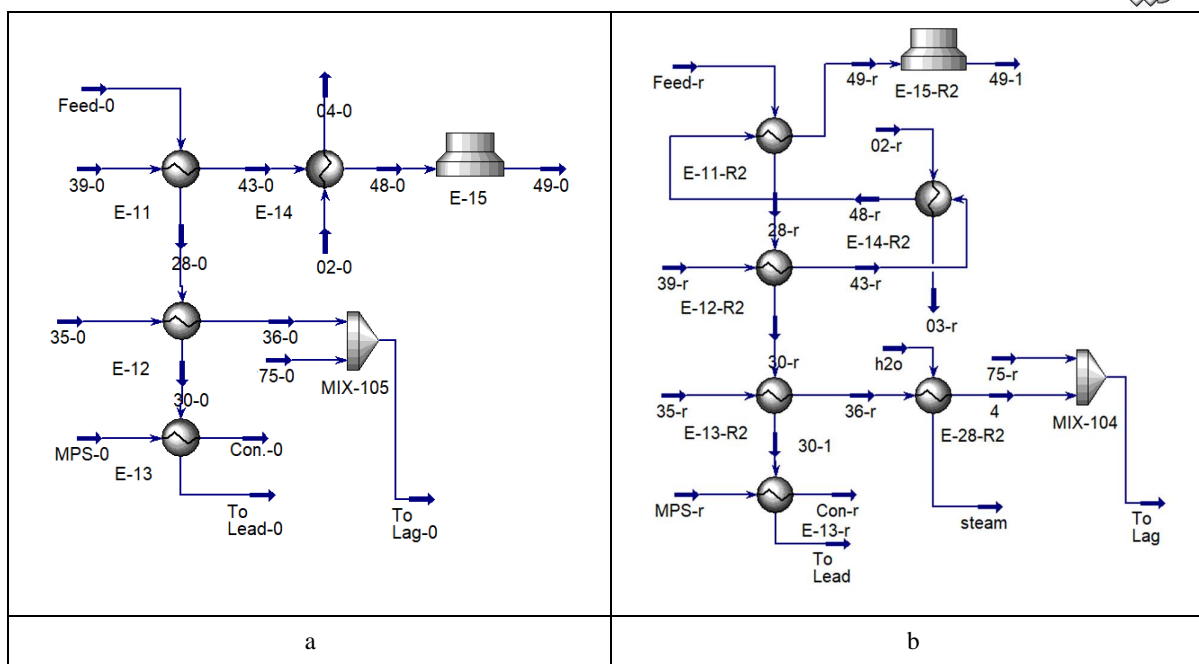 Feed-0
39-0
E-11
43-0
E-14
04-0
48-0
E-15
49-0
02-0
28-0
35-0
E-12
36-0
75-0
MIX-105
30-0
MPS-0
E-13
Con.-0
To
Lead-0
To
Lag-0
a
Feed-r
E-11-R2
49-r
E-15-R2
49-1
02-r
48-r
E-14-R2
28-r
39-r
E-12-R2
43-r
03-r
30-r
h2o
75-r
35-r
E-13-R2
36-r
4
E-28-R2
MIX-104
30-1
MPS-r
Con-r
E-13-r
To
Lead
steam
To
Lag
b